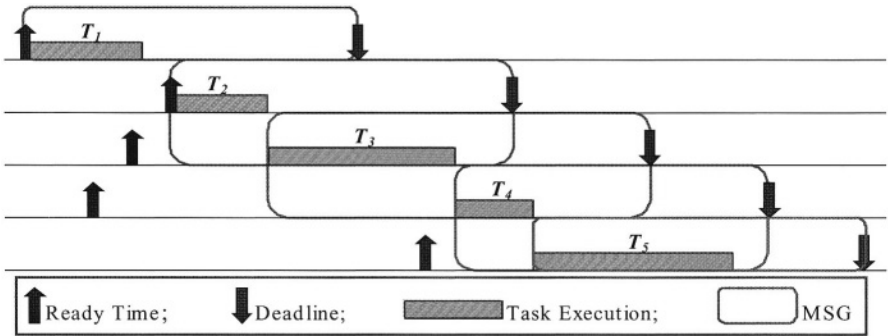 T1
T2
T3
T4
T5
Ready Time;
Deadline;
Task Execution;
MSG